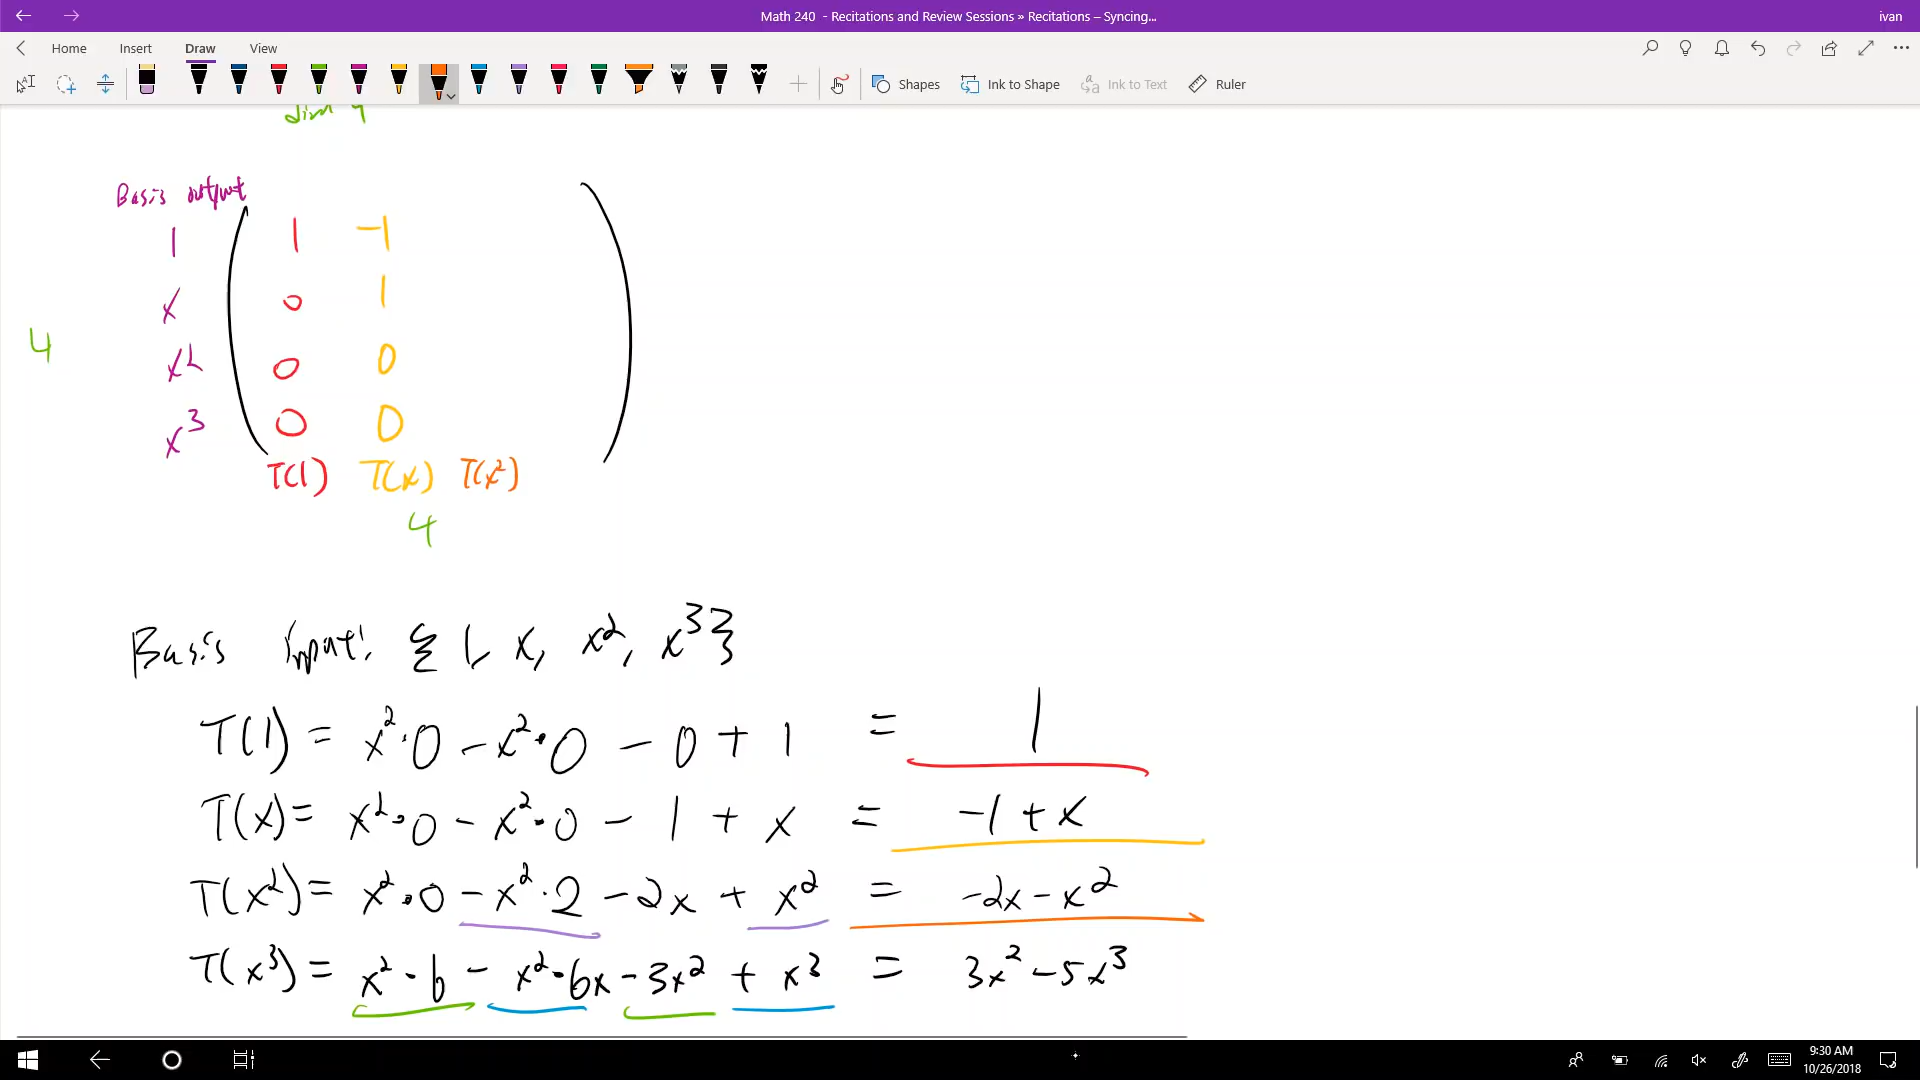 Math 240 - Recitations and Review Sessions » Recitations – Syncing...
ivan
Home Insert Draw View
Shapes Ink to Shape Ink to Text Ruler
dim 4
Basis output
1 1 -1
x 0 1
4
x² 0 0
x³ 0 0
T(1) T(x) T(x²)
4
Basis input: { 1, x, x², x³}
T(1) = x²·0 - x²·0 - 0 + 1 = 1
T(x) = x²·0 - x²·0 - 1 + x = -1 + x
T(x²) = x²·0 - x²·2 - 2x + x² = -2x - x²
T(x³) = x²·6 - x²·6x - 3x² + x³ = 3x² - 5x³
9:30 AM
10/26/2018